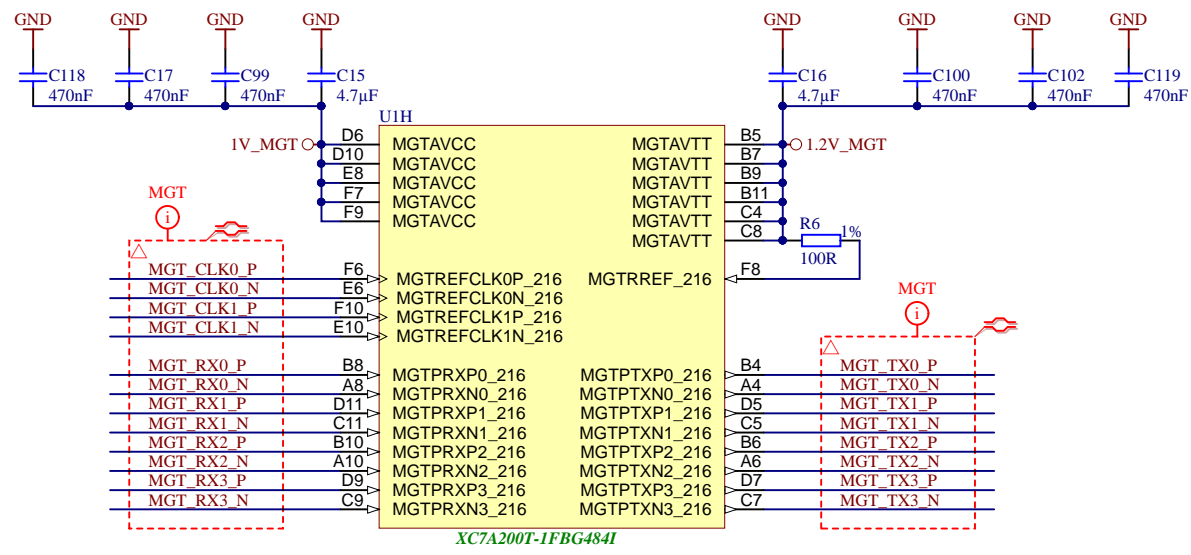 GND GND GND GND GND GND GND GND
C118 C17 C99 C15 C16 C100 C102 C119
470nF 470nF 470nF 4.7µF 4.7µF 470nF 470nF 470nF
U1H
1V_MGT D6 MGTAVCC MGTAVTT B5 1.2V_MGT
D10 MGTAVCC MGTAVTT B7
E8 MGTAVCC MGTAVTT B9
F7 MGTAVCC MGTAVTT B11
F9 MGTAVCC MGTAVTT C4
MGTAVTT C8 R6 1%
100R
MGT
i
MGT_CLK0_P F6 MGTREFCLK0P_216 MGTRREF_216 F8
MGT_CLK0_N E6 MGTREFCLK0N_216
MGT_CLK1_P F10 MGTREFCLK1P_216
MGT_CLK1_N E10 MGTREFCLK1N_216
MGT
i
MGT_RX0_P B8 MGTPRXP0_216 MGTPTXP0_216 B4 MGT_TX0_P
MGT_RX0_N A8 MGTPRXN0_216 MGTPTXN0_216 A4 MGT_TX0_N
MGT_RX1_P D11 MGTPRXP1_216 MGTPTXP1_216 D5 MGT_TX1_P
MGT_RX1_N C11 MGTPRXN1_216 MGTPTXN1_216 C5 MGT_TX1_N
MGT_RX2_P B10 MGTPRXP2_216 MGTPTXP2_216 B6 MGT_TX2_P
MGT_RX2_N A10 MGTPRXN2_216 MGTPTXN2_216 A6 MGT_TX2_N
MGT_RX3_P D9 MGTPRXP3_216 MGTPTXP3_216 D7 MGT_TX3_P
MGT_RX3_N C9 MGTPRXN3_216 MGTPTXN3_216 C7 MGT_TX3_N
XC7A200T-1FBG484I